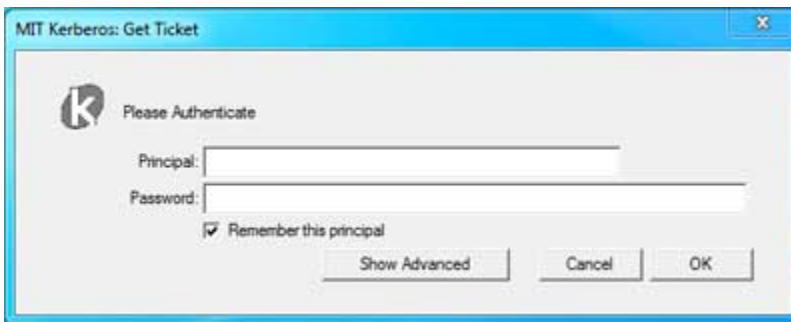 MIT Kerberos: Get Ticket
k
Please Authenticate
Principal:
Password:
Remember this principal
Show Advanced Cancel OK